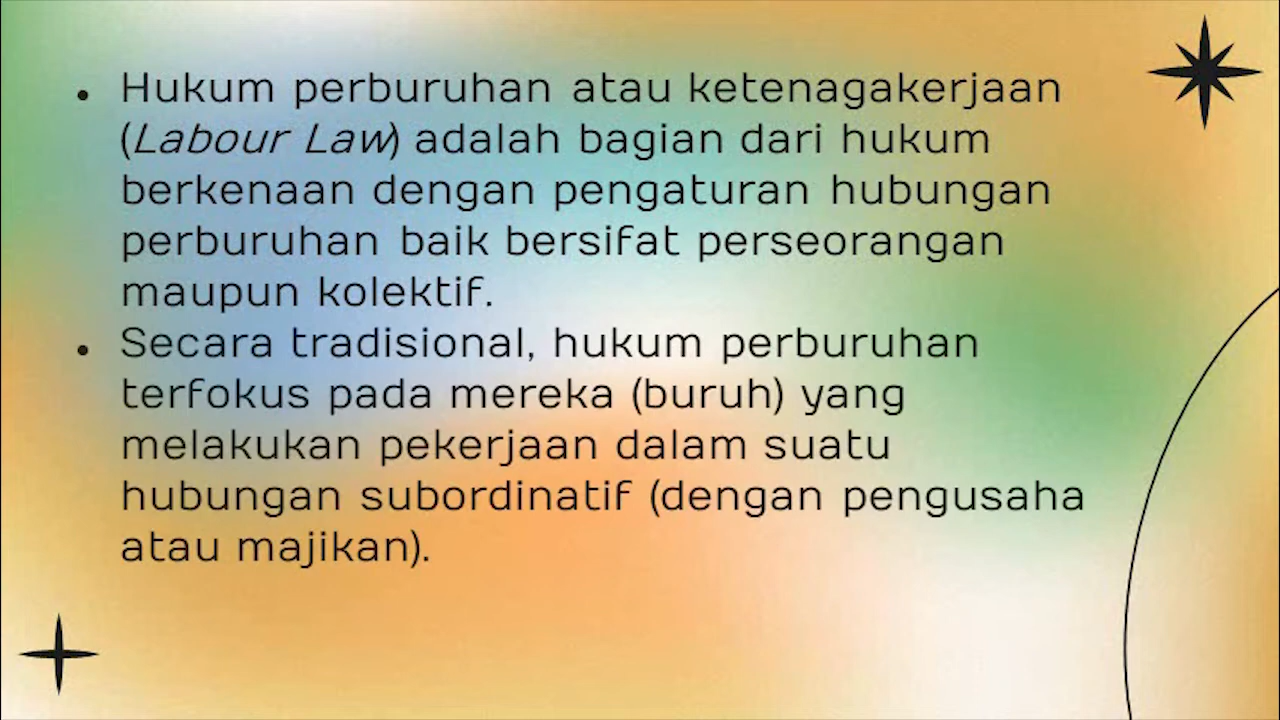 • Hukum perburuhan atau ketenagakerjaan
(Labour Law) adalah bagian dari hukum
berkenaan dengan pengaturan hubungan
perburuhan baik bersifat perseorangan
maupun kolektif.
• Secara tradisional, hukum perburuhan
terfokus pada mereka (buruh) yang
melakukan pekerjaan dalam suatu
hubungan subordinatif (dengan pengusaha
atau majikan).